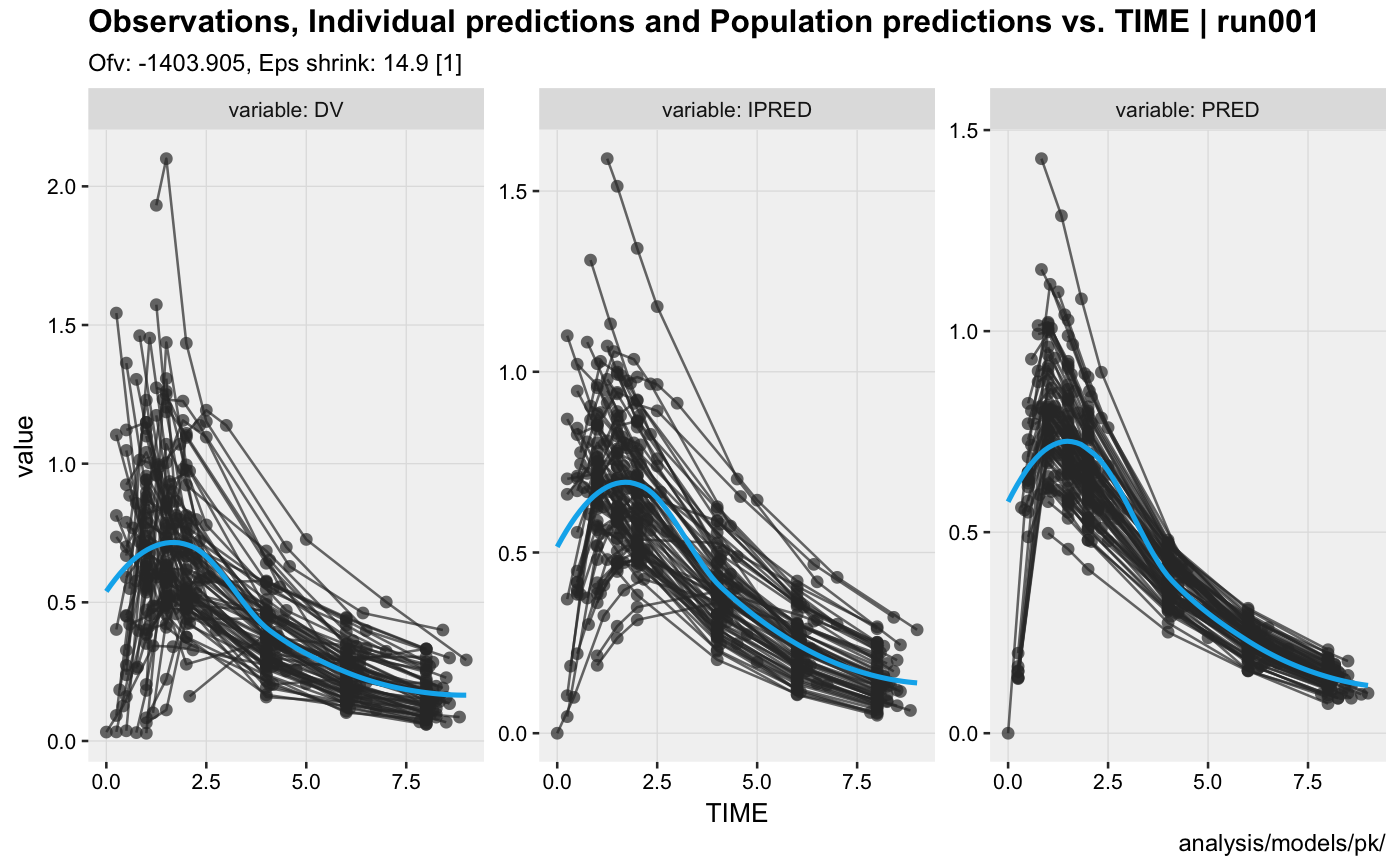 Observations, Individual predictions and Population predictions vs. TIME | run001
Ofv: -1403.905, Eps shrink: 14.9 [1]
variable: DV
variable: IPRED
variable: PRED
value
2.0
1.5
1.0
0.5
0.0
1.5
1.0
0.5
0.0
1.5
1.0
0.5
0.0
0.0 2.5 5.0 7.5
0.0 2.5 5.0 7.5
0.0 2.5 5.0 7.5
TIME
analysis/models/pk/